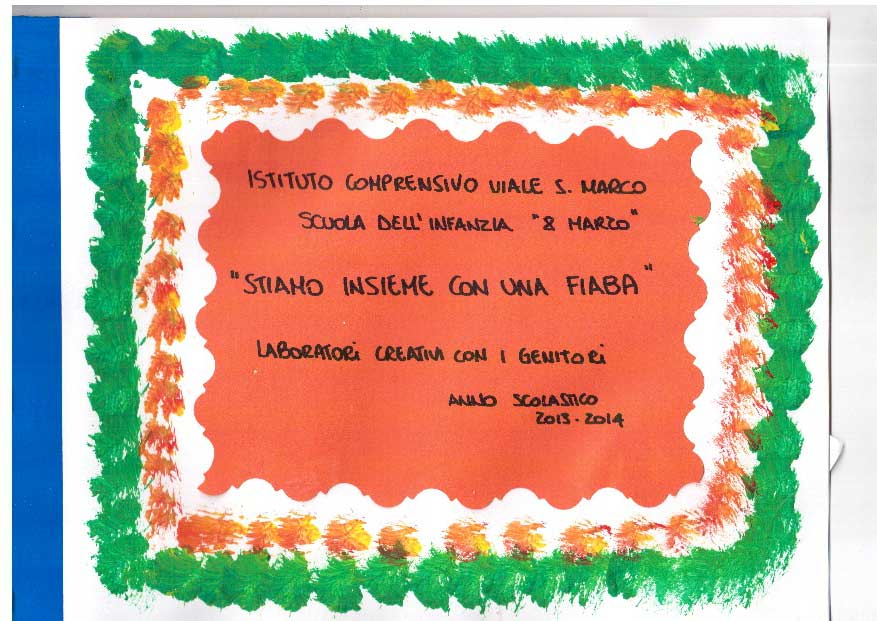 ISTITUTO COMPRENSIVO VIALE S. MARCO
SCUOLA DELL'INFANZIA "8 MARZO"
"STIAMO INSIEME CON UNA FIABA"
LABORATORI CREATIVI CON I GENITORI
ANNO SCOLASTICO
2013-2014